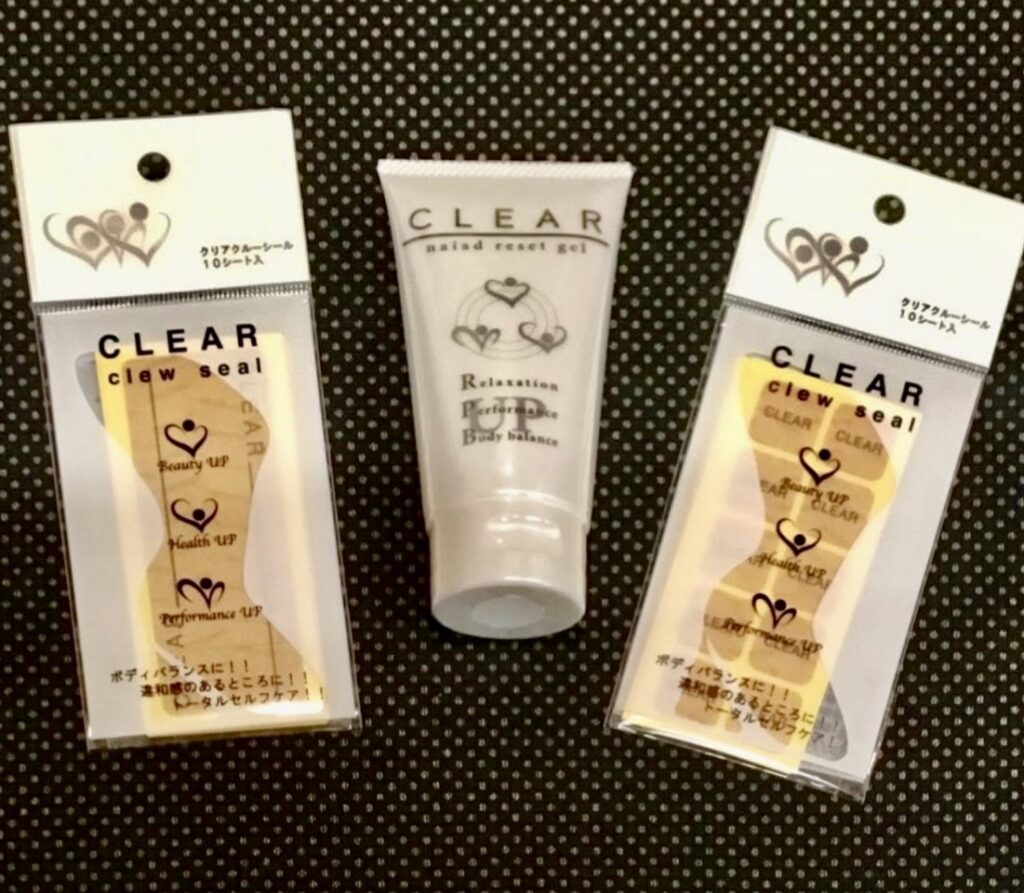 クリアクルーシール
10シート入
CLEAR
clew seal
CAR
Beauty UP
Health UP
Performance UP
ボディバランスに！！
違和感のあるところに！！
トータルセルフケア！！
CLEAR
naiad reset gel
Relaxation
Performance
UP
Body balance
クリアクルーシール
10シート入
CLEAR
clew seal
CLEAR
CLEAR
Beauty UP
CLEAR
Health UP
CLEAR
Performance UP
CLEAR
ボディバランスに！！
違和感のあるところに！！
トータルセルフケア！！